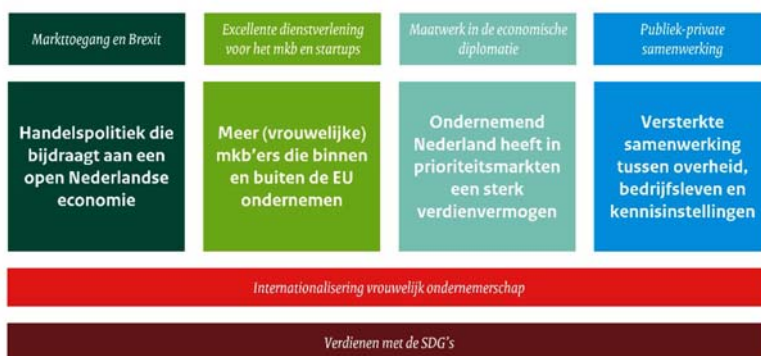 Markttoegang en Brexit
Excellente dienstverlening
voor het mkb en startups
Maatwerk in de economische
diplomatie
Publiek-private
samenwerking
Handelspolitiek die
bijdraagt aan een
open Nederlandse
economie
Meer (vrouwelijke)
mkb'ers die binnen
en buiten de EU
ondernemen
Ondernemend
Nederland heeft in
prioriteitsmarkten
een sterk
verdienvermogen
Versterkte
samenwerking
tussen overheid,
bedrijfsleven en
kennisinstellingen
Internationalisering vrouwelijk ondernemerschap
Verdienen met de SDG's